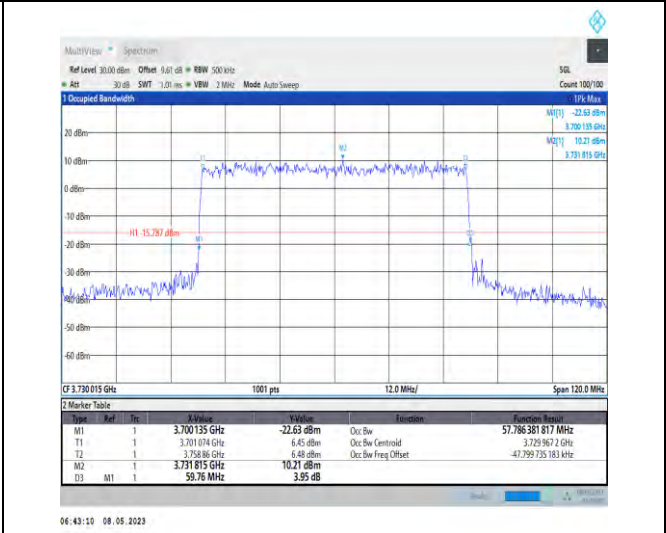 MultiView Spectrum
Ref Level 30.00 dBm Offset 9.61 dB RBW 500 kHz SGL
Att 30 dB SWT 1.01 ms VBW 2 MHz Mode Auto Sweep Count 100/100
1 Occupied Bandwidth 1Pk Max
M1[1] -22.63 dBm
3.700 135 GHz
M2[1] 10.21 dBm
3.731 815 GHz
20 dBm
M2
10 dBm
0 dBm
-10 dBm
H1 -15.787 dBm
M1
-20 dBm
-30 dBm
-40 dBm
-50 dBm
-60 dBm
CF 3.730 015 GHz 1001 pts 12.0 MHz/ Span 120.0 MHz
2 Marker Table
Type Ref Trc X-Value Y-Value Function Function Result
M1 1 3.700135 GHz -22.63 dBm Occ Bw 57.786 381 817 MHz
T1 1 3.701 074 GHz 6.45 dBm Occ Bw Centroid 3.729 967 2 GHz
T2 1 3.758 86 GHz 6.48 dBm Occ Bw Freq Offset -47.799 735 183 kHz
M2 1 3.731 815 GHz 10.21 dBm
D3 M1 1 59.76 MHz 3.95 dB
06:43:10 08.05.2023